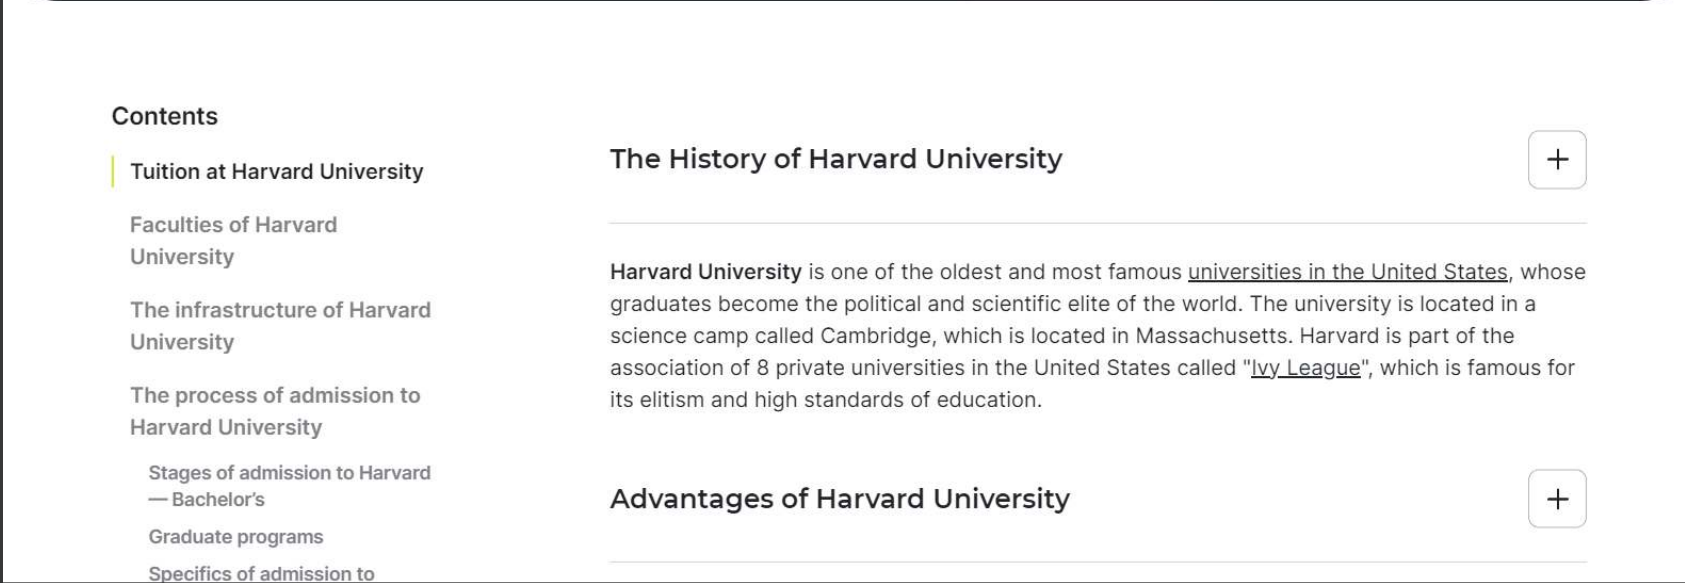 Contents
Tuition at Harvard University
Faculties of Harvard
University
The infrastructure of Harvard
University
The process of admission to
Harvard University
Stages of admission to Harvard
— Bachelor's
Graduate programs
Specifics of admission to
The History of Harvard University
Harvard University is one of the oldest and most famous universities in the United States, whose
graduates become the political and scientific elite of the world. The university is located in a
science camp called Cambridge, which is located in Massachusetts. Harvard is part of the
association of 8 private universities in the United States called "Ivy League", which is famous for
its elitism and high standards of education.
Advantages of Harvard University